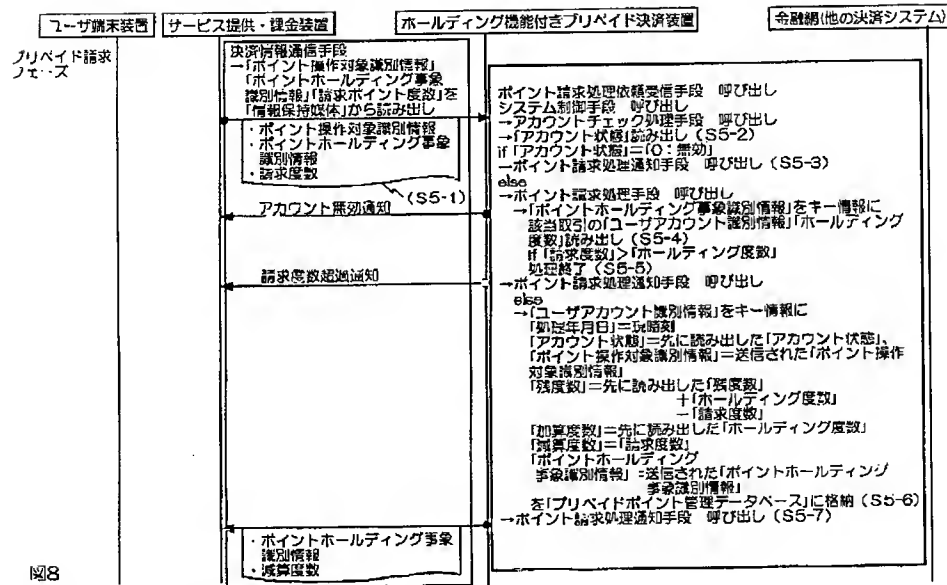 ユーザ端末装置
サービス提供・課金装置
ホールディング機能付きプリペイド決済装置
金融網(他の決済システム)
プリペイド請求
フェーズ
決済情報通信手段
→「ポイント操作対象識別情報」
「ポイントホールディング事象
識別情報」「請求ポイント度数」を
「情報保持媒体」から読み出し
・ポイント操作対象識別情報
・ポイントホールディング事象
識別情報
・請求度数
(S5-1)
アカウント無効通知
請求度数超過通知
ポイント請求処理依頼受信手段 呼び出し
システム制御手段 呼び出し
→アカウントチェック処理手段 呼び出し
→「アカウント状態」読み出し (S5-2)
if「アカウント状態」=「0:無効」
→ポイント請求処理通知手段 呼び出し (S5-3)
else
→ポイント請求処理手段 呼び出し
→「ポイントホールディング事象識別情報」をキー情報に
該当取引の「ユーザアカウント識別情報」「ホールディング
度数」読み出し (S5-4)
if「請求度数」>「ホールディング度数」
処理終了 (S5-5)
→ポイント請求処理通知手段 呼び出し
else
→「ユーザアカウント識別情報」をキー情報に
「処理年月日」=現時刻
「アカウント状態」=先に読み出した「アカウント状態」、
「ポイント操作対象識別情報」=送信された「ポイント操作
対象識別情報」
「残度数」=先に読み出した「残度数」
+「ホールディング度数」
-「請求度数」
「加算度数」=先に読み出した「ホールディング度数」
「減算度数」=「請求度数」
「ポイントホールディング
事象識別情報」=送信された「ポイントホールディング
事象識別情報」
を「プリペイドポイント管理データベース」に格納 (S5-6)
→ポイント請求処理通知手段 呼び出し (S5-7)
・ポイントホールディング事象
識別情報
・減算度数
図8